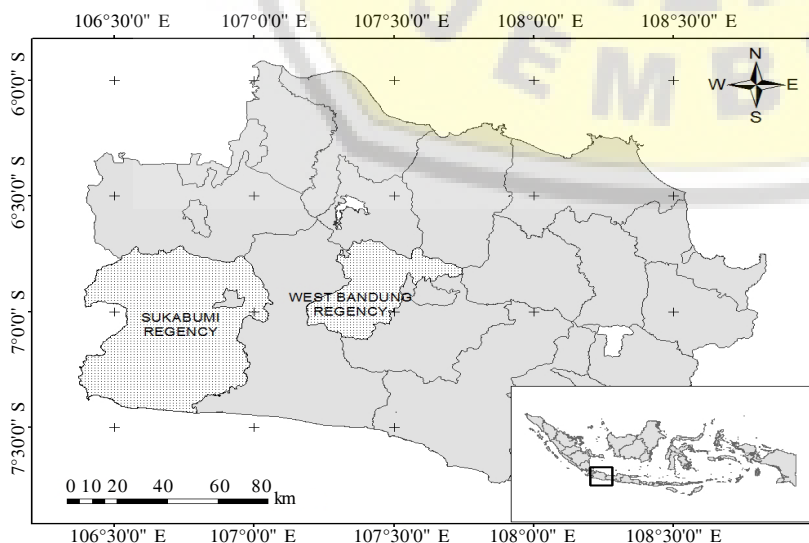 106°30'0" E 107°0'0" E 107°30'0" E 108°0'0" E 108°30'0" E
JEMB
N
W E
S
6°0'0" S
6°30'0" S
7°0'0" S
7°30'0" S
SUKABUMI
REGENCY
WEST BANDUNG
REGENCY
0 10 20 40 60 80
km
106°30'0" E 107°0'0" E 107°30'0" E 108°0'0" E 108°30'0" E